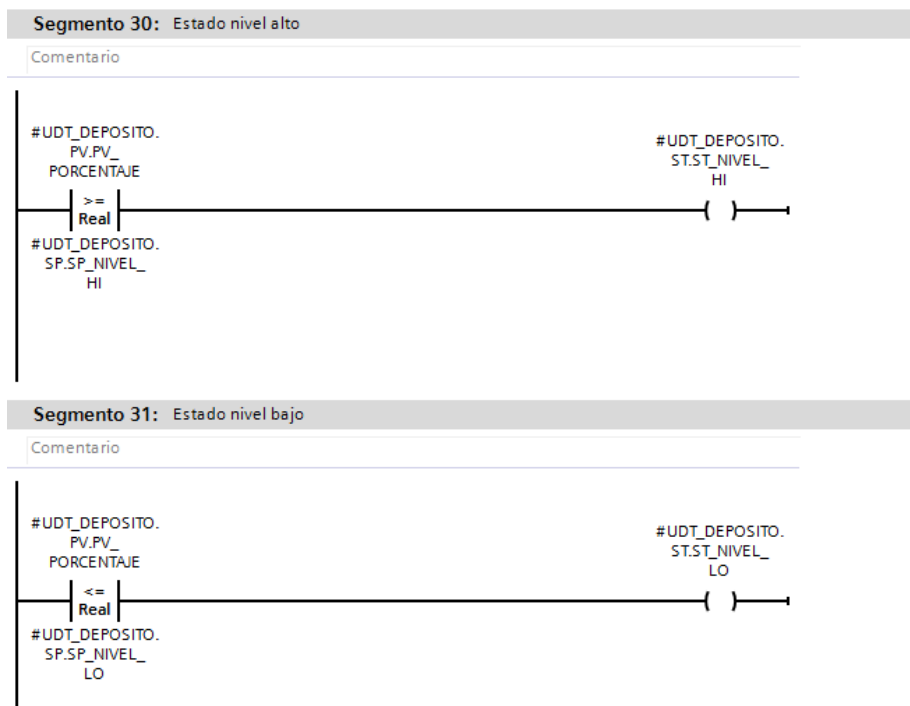 Segmento 30: Estado nivel alto
Comentario
#UDT_DEPOSITO.
PV.PV_
PORCENTAJE
>=
Real
#UDT_DEPOSITO.
SP.SP_NIVEL_
HI
#UDT_DEPOSITO.
ST.ST_NIVEL_
HI
Segmento 31: Estado nivel bajo
Comentario
#UDT_DEPOSITO.
PV.PV_
PORCENTAJE
<=
Real
#UDT_DEPOSITO.
SP.SP_NIVEL_
LO
#UDT_DEPOSITO.
ST.ST_NIVEL_
LO